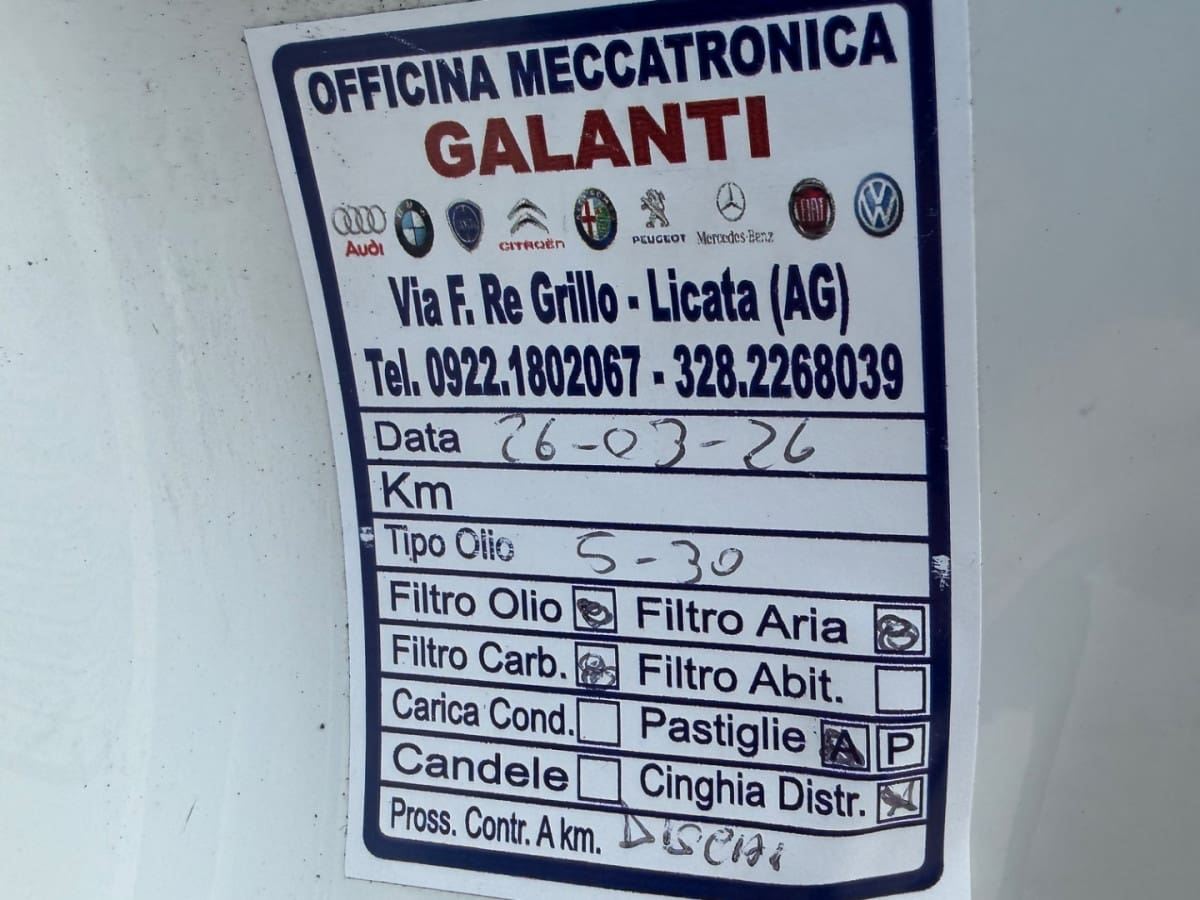 OFFICINA MECCATRONICA
GALANTI
Audi BMW CITROËN PEUGEOT Mercedes-Benz FIAT
Via F. Re Grillo - Licata (AG)
Tel. 0922.1802067 - 328.2268039
Data 26-03-26
Km
Tipo Olio 5-30
Filtro Olio Filtro Aria
Filtro Carb. Filtro Abit.
Carica Cond. Pastiglie A P
Candele Cinghia Distr.
Pross. Contr. A km. DISCHI